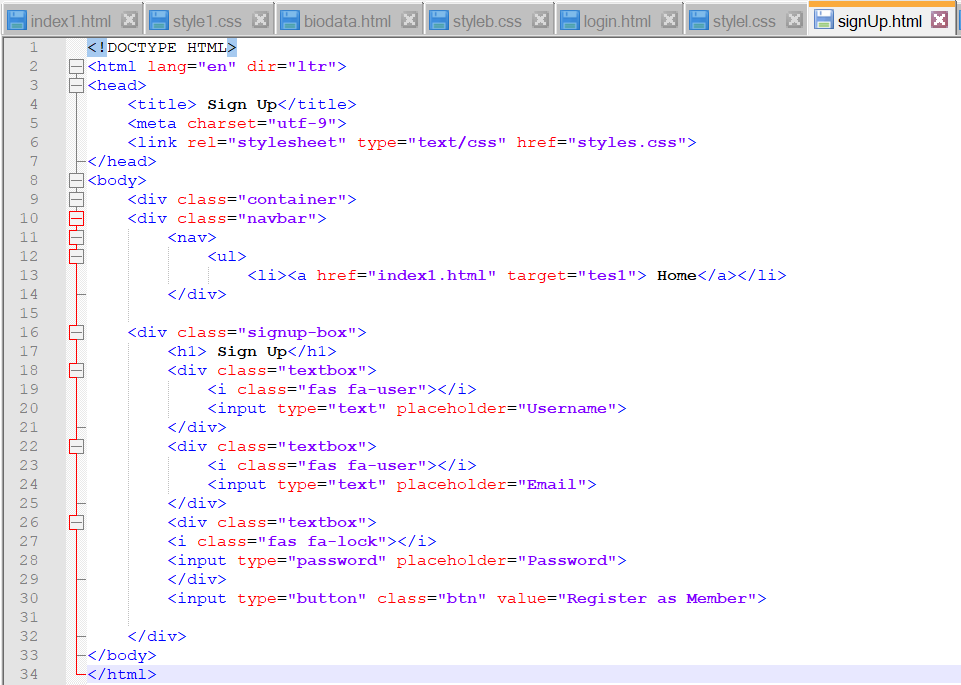 index1.html style1.css biodata.html styleb.css login.html stylel.css signUp.html
1 <!DOCTYPE HTML>
2 <html lang="en" dir="ltr">
3 <head>
4 <title> Sign Up</title>
5 <meta charset="utf-9">
6 <link rel="stylesheet" type="text/css" href="styles.css">
7 </head>
8 <body>
9 <div class="container">
10 <div class="navbar">
11 <nav>
12 <ul>
13 <li><a href="index1.html" target="tes1"> Home</a></li>
14 </div>
15
16 <div class="signup-box">
17 <h1> Sign Up</h1>
18 <div class="textbox">
19 <i class="fas fa-user"></i>
20 <input type="text" placeholder="Username">
21 </div>
22 <div class="textbox">
23 <i class="fas fa-user"></i>
24 <input type="text" placeholder="Email">
25 </div>
26 <div class="textbox">
27 <i class="fas fa-lock"></i>
28 <input type="password" placeholder="Password">
29 </div>
30 <input type="button" class="btn" value="Register as Member">
31
32 </div>
33 </body>
34 </html>